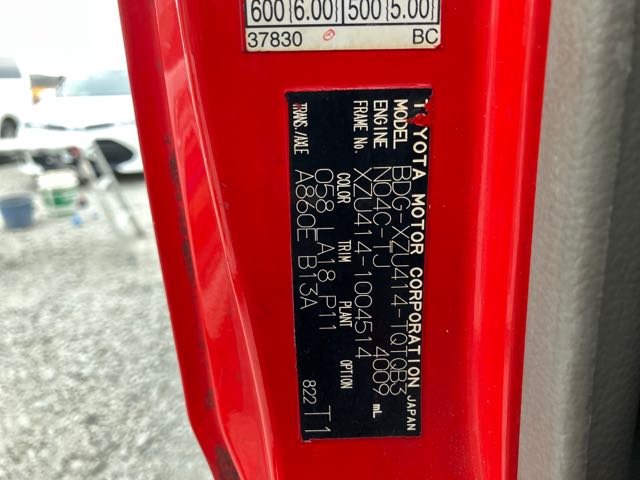 600 6.00 500 5.00
37830 BC
TOYOTA MOTOR CORPORATION JAPAN
MODEL BDG-XZU414-TQTQB3
ENGINE N04C-TJ 4009 mL
FRAME No. XZU414-1004514
COLOR TRIM PLANT OPTION
058 LA18 P11
TRANS./AXLE A860E B13A
822 T1